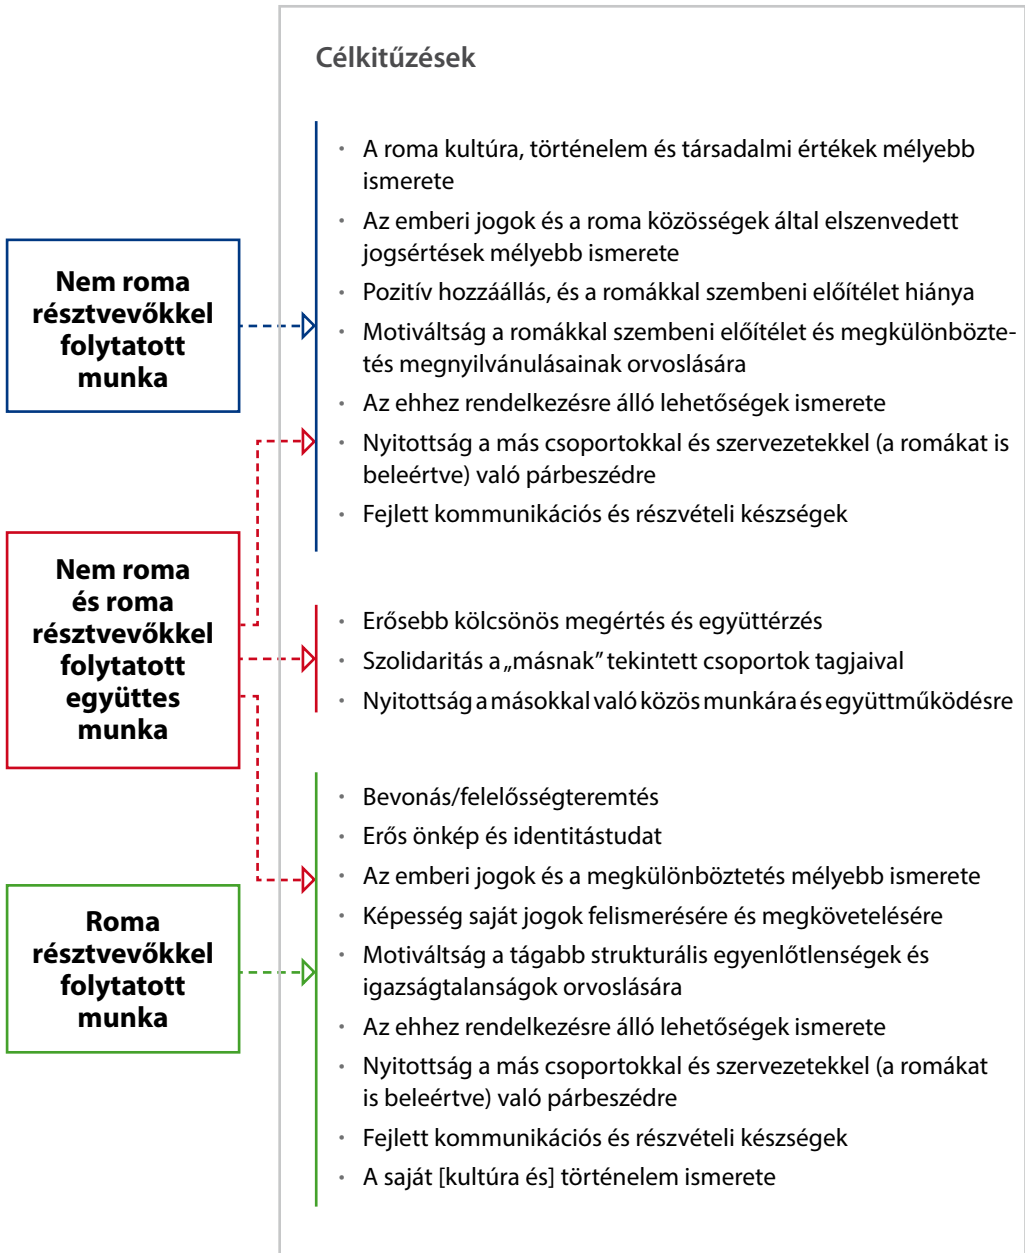 Célkitűzések
A roma kultúra, történelem és társadalmi értékek mélyebb
ismerete
Az emberi jogok és a roma közösségek által elszenvedett
jogsértések mélyebb ismerete
Pozitív hozzáállás, és a romákkal szembeni előítélet hiánya
Motiváltság a romákkal szembeni előítélet és megkülönbözte-
tés megnyilvánulásainak orvoslására
Az ehhez rendelkezésre álló lehetőségek ismerete
Nyitottság a más csoportokkal és szervezetekkel (a romákat is
beleértve) való párbeszédre
Fejlett kommunikációs és részvételi készségek
Nem roma
résztvevőkkel
folytatott
munka
Nem roma
és roma
résztvevőkkel
folytatott
együttes
munka
Erősebb kölcsönös megértés és együttérzés
Szolidaritás a „másnak” tekintett csoportok tagjaival
Nyitottság a másokkal való közös munkára és együttműködésre
Roma
résztvevőkkel
folytatott
munka
Bevonás/felelősségteremtés
Erős önkép és identitástudat
Az emberi jogok és a megkülönböztetés mélyebb ismerete
Képesség saját jogok felismerésére és megkövetelésére
Motiváltság a tágabb strukturális egyenlőtlenségek és
igazságtalanságok orvoslására
Az ehhez rendelkezésre álló lehetőségek ismerete
Nyitottság a más csoportokkal és szervezetekkel (a romákat
is beleértve) való párbeszédre
Fejlett kommunikációs és részvételi készségek
A saját [kultúra és] történelem ismerete